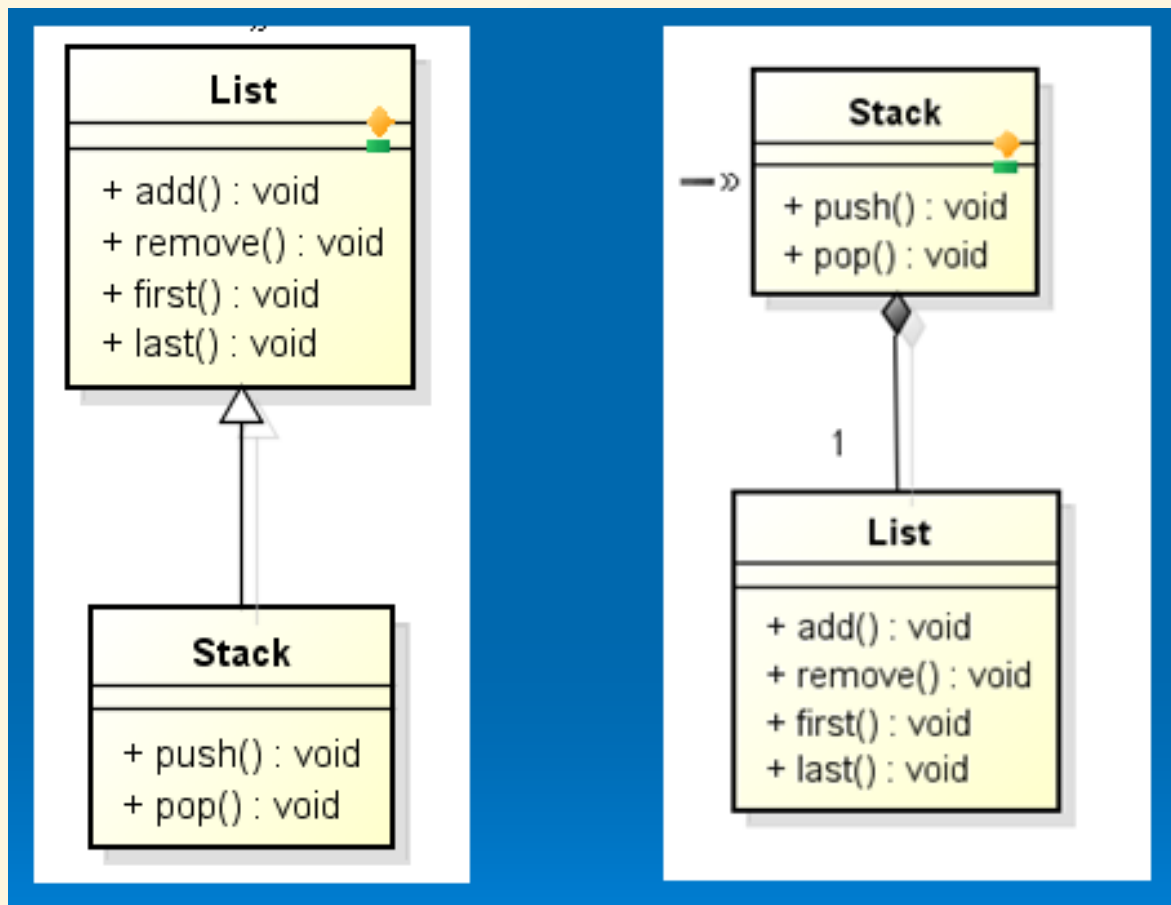 »
List
+ add() : void
+ remove() : void
+ first() : void
+ last() : void
Stack
+ push() : void
+ pop() : void
Stack
»
+ push() : void
+ pop() : void
1
List
+ add() : void
+ remove() : void
+ first() : void
+ last() : void